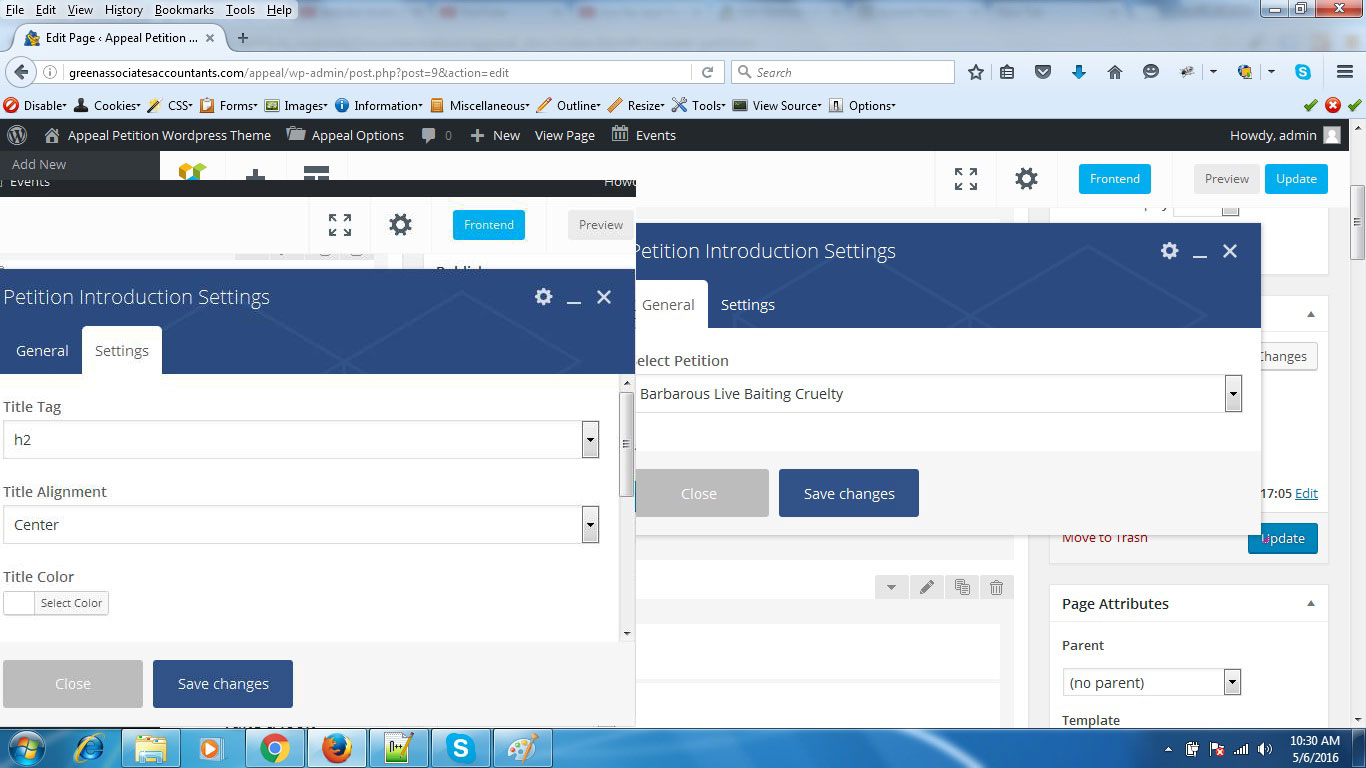 File Edit View History Bookmarks Tools Help
Edit Page ‹ Appeal Petition ...
greenassociatesaccountants.com/appeal/wp-admin/post.php?post=9&action=edit
Search
Disable Cookies CSS Forms Images Information Miscellaneous Outline Resize Tools View Source Options
Appeal Petition Wordpress Theme Appeal Options 0 New View Page Events Howdy, admin
Add New
Events
Frontend Preview Update
Frontend Preview
Petition Introduction Settings
General Settings
Select Petition
Barbarous Live Baiting Cruelty
Close Save changes
Changes
17:05 Edit
Move to Trash Update
Page Attributes
Parent
(no parent)
Template
Petition Introduction Settings
General Settings
Title Tag
h2
Title Alignment
Center
Title Color
Select Color
Close Save changes
10:30 AM
5/6/2016